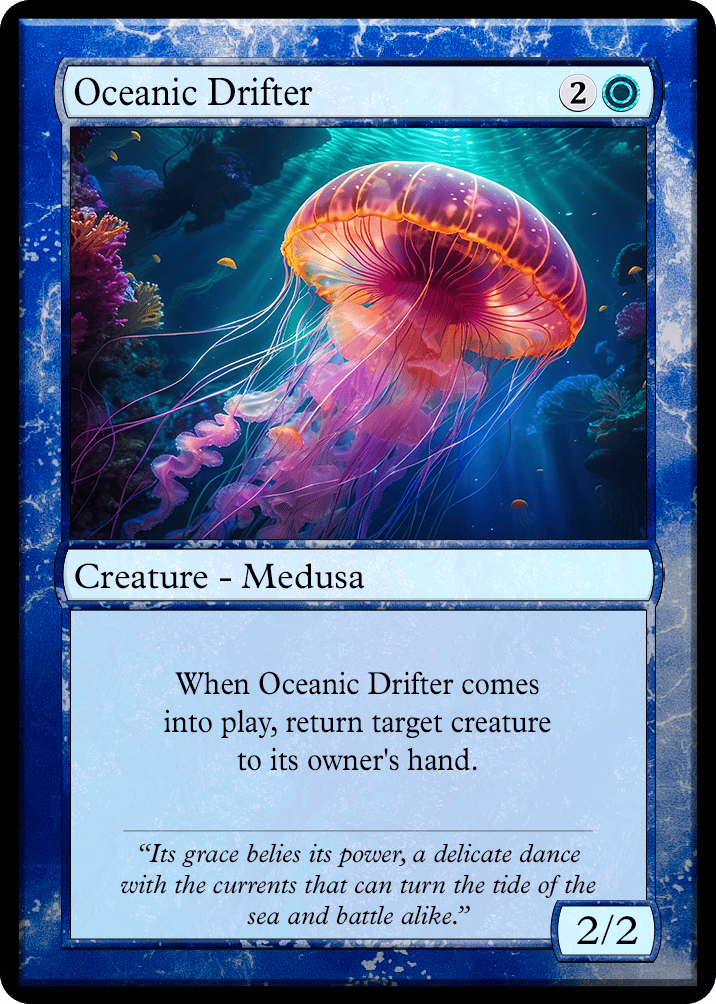 Oceanic Drifter 2
Creature - Medusa
When Oceanic Drifter comes
into play, return target creature
to its owner's hand.
“Its grace belies its power, a delicate dance
with the currents that can turn the tide of the
sea and battle alike.”
2/2